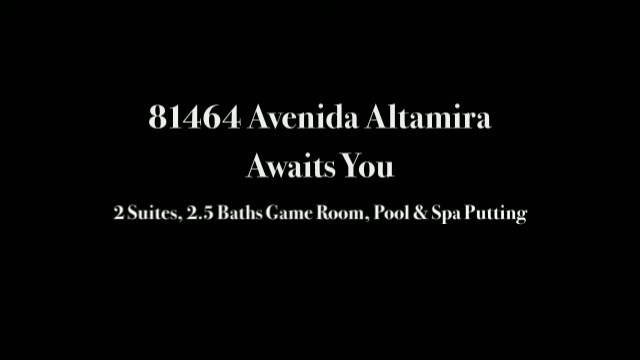 81464 Avenida Altamira
Awaits You
2 Suites, 2.5 Baths Game Room, Pool & Spa Putting